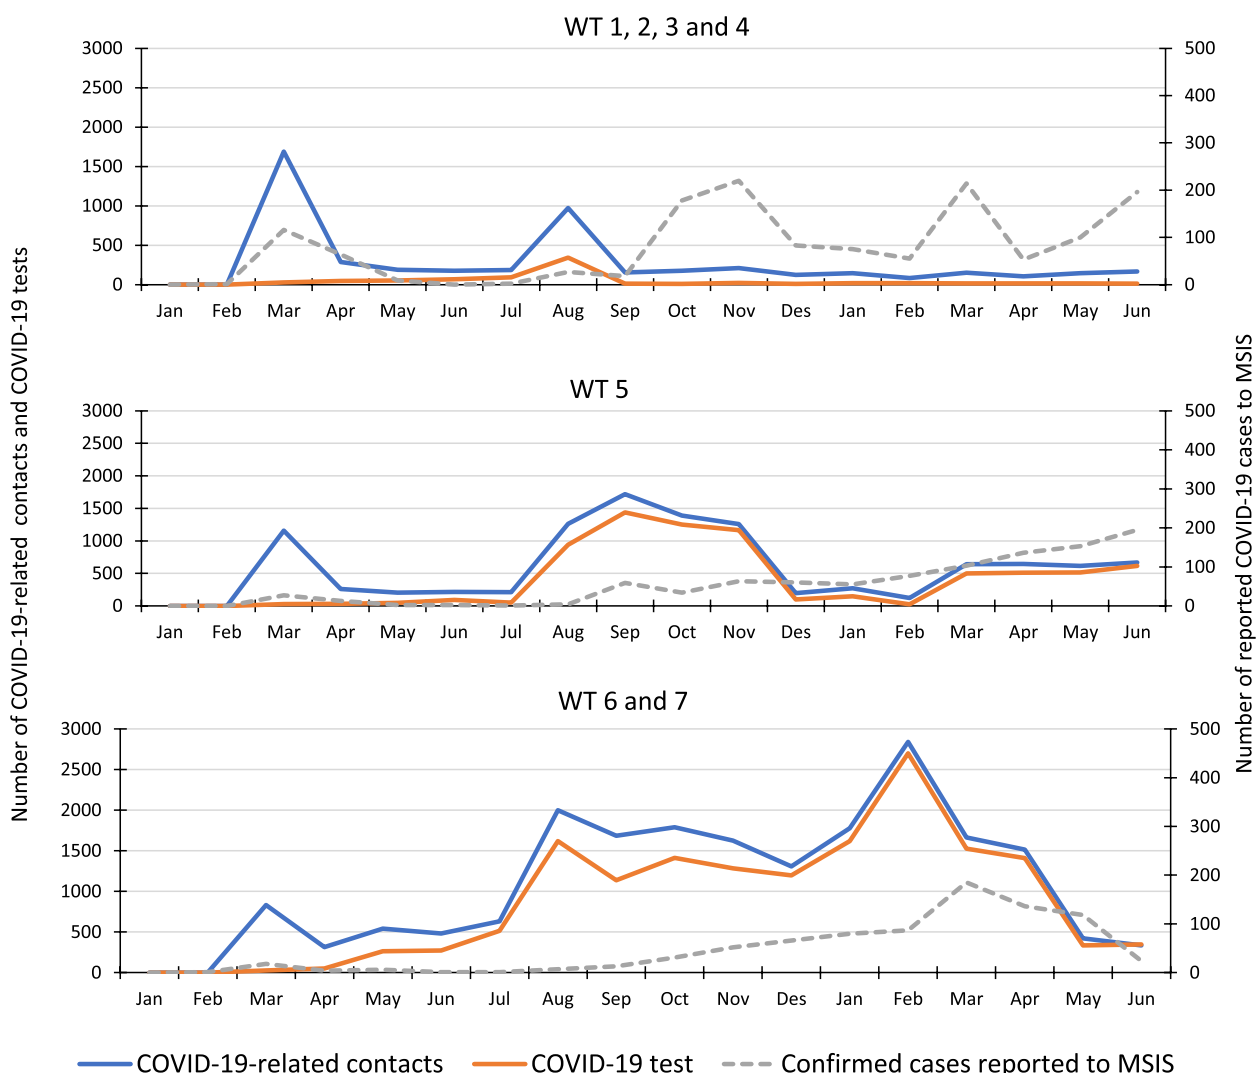 WT 1, 2, 3 and 4
3000 500
2500 400
2000 300
1500 200
1000 100
500 0
0
Jan Feb Mar Apr May Jun Jul Aug Sep Oct Nov Des Jan Feb Mar Apr May Jun
Number of COVID-19-related contacts and COVID-19 tests
Number of reported COVID-19 cases to MSIS
WT 5
3000 500
2500 400
2000 300
1500 200
1000 100
500 0
0
Jan Feb Mar Apr May Jun Jul Aug Sep Oct Nov Des Jan Feb Mar Apr May Jun
WT 6 and 7
3000 500
2500 400
2000 300
1500 200
1000 100
500 0
0
Jan Feb Mar Apr May Jun Jul Aug Sep Oct Nov Des Jan Feb Mar Apr May Jun
COVID-19-related contacts COVID-19 test Confirmed cases reported to MSIS